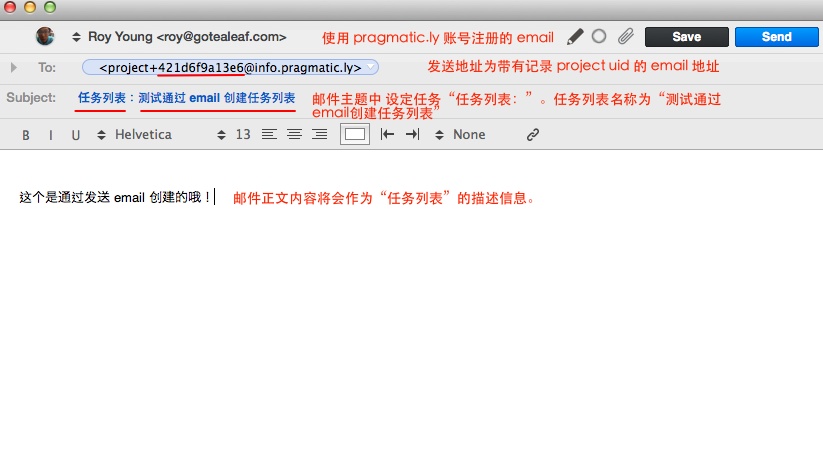 Roy Young <roy@gotealeaf.com> 使用 pragmatic.ly 账号注册的 email Save Send
To: <project+421d6f9a13e6@info.pragmatic.ly> 发送地址为带有记录 project uid 的 email 地址
Subject: 任务列表：测试通过 email 创建任务列表 邮件主题中 设定任务“任务列表：”。任务列表名称为“测试通过
email创建任务列表”
B I U Helvetica 13 None
这个是通过发送 email 创建的哦！ 邮件正文内容将会作为“任务列表”的描述信息。